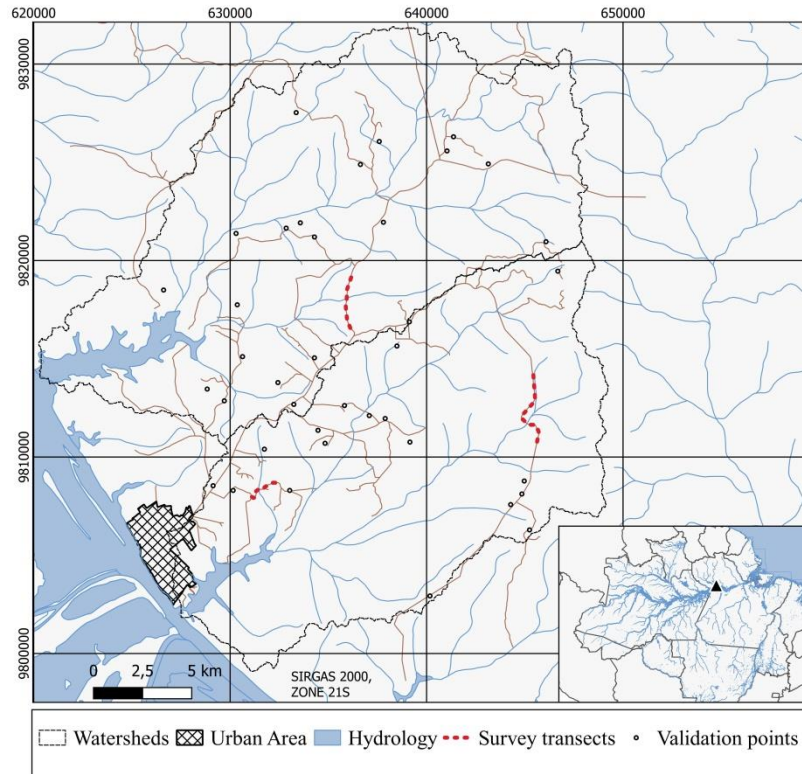 620000 630000 640000 650000
9830000
9820000
9810000
9800000
0 2,5 5 km
SIRGAS 2000,
ZONE 21S
Watersheds Urban Area Hydrology Survey transects Validation points